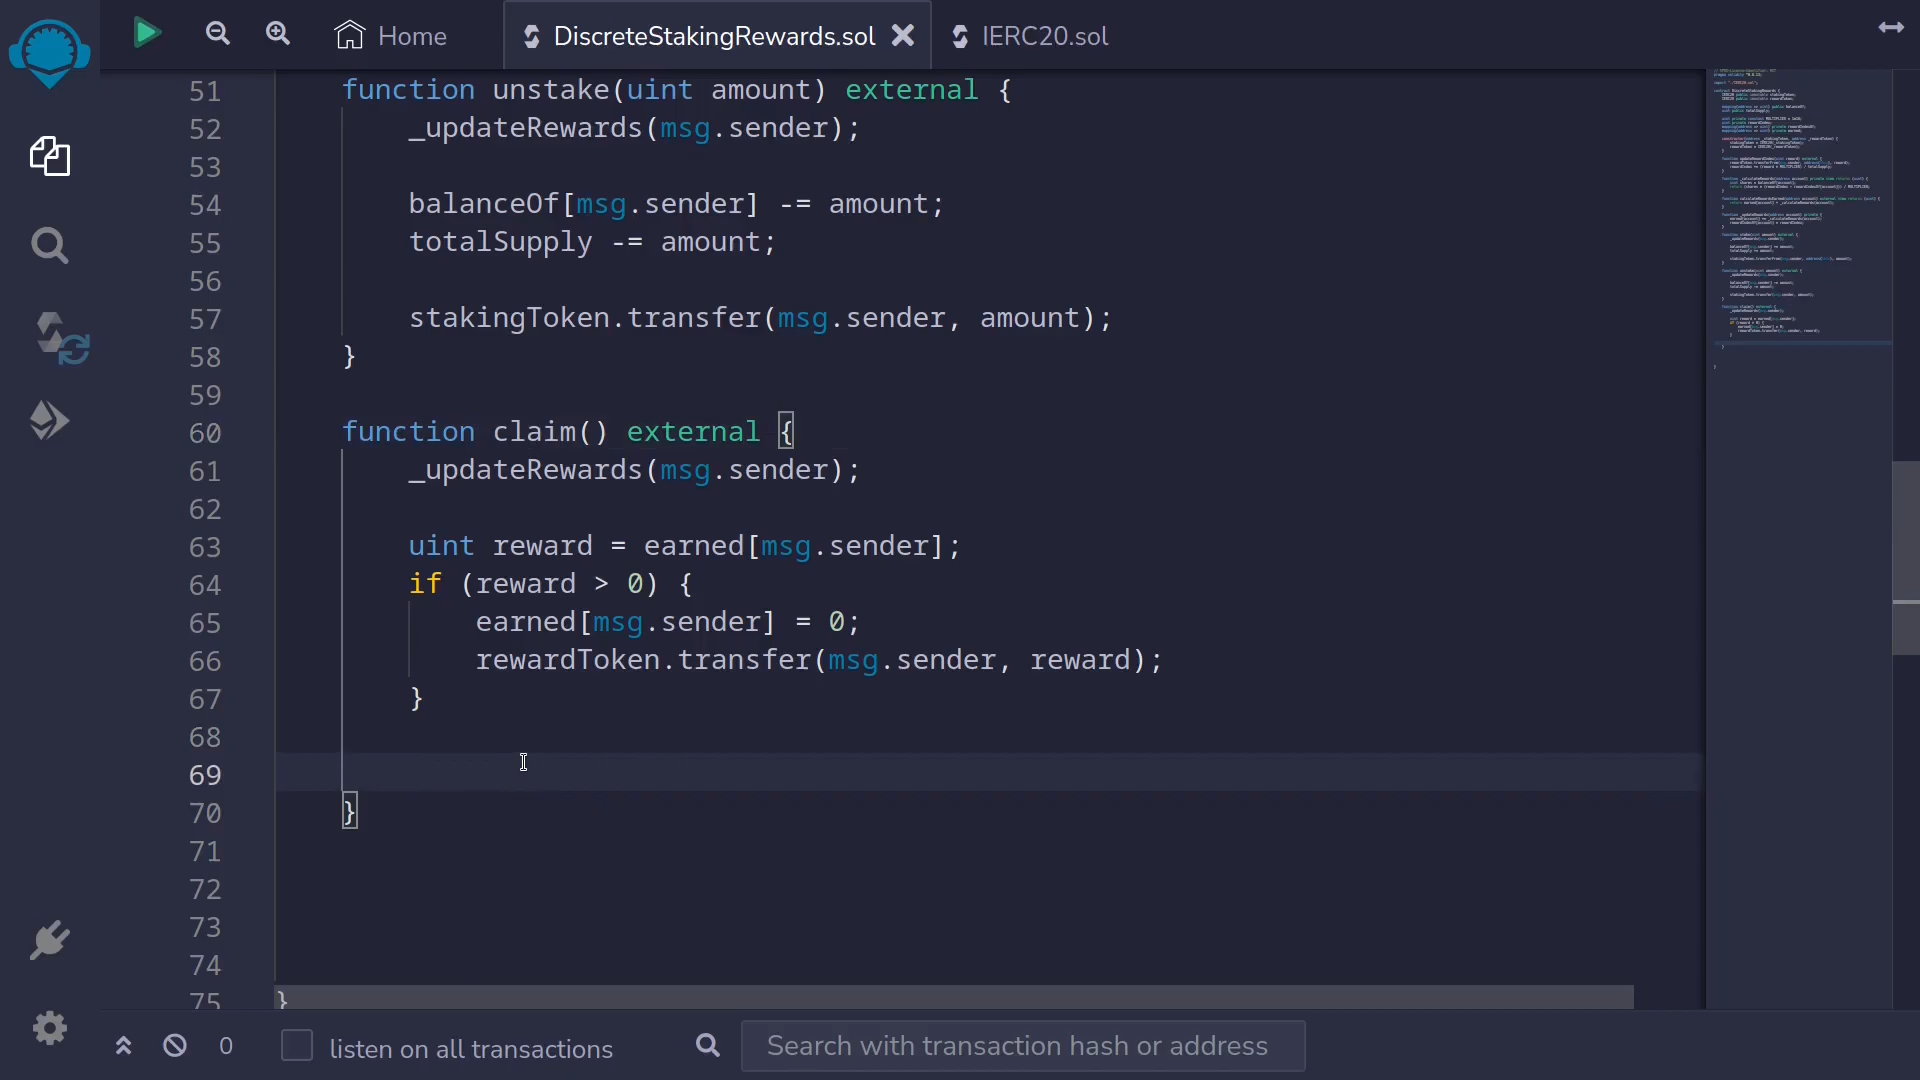 Home
DiscreteStakingRewards.sol
IERC20.sol
51 function unstake(uint amount) external {
52 _updateRewards(msg.sender);
53
54 balanceOf[msg.sender] -= amount;
55 totalSupply -= amount;
56
57 stakingToken.transfer(msg.sender, amount);
58 }
59
60 function claim() external {
61 _updateRewards(msg.sender);
62
63 uint reward = earned[msg.sender];
64 if (reward > 0) {
65 earned[msg.sender] = 0;
66 rewardToken.transfer(msg.sender, reward);
67 }
68
69
70 }
71
72
73
74
75 }
0 listen on all transactions Search with transaction hash or address